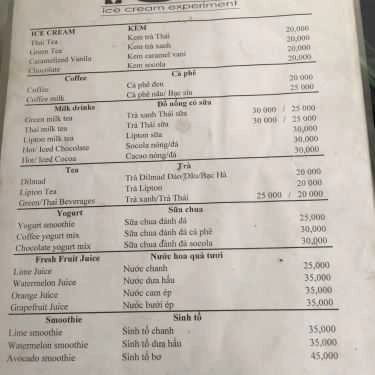 ice cream experiment
ICE CREAM KEM
Thai Tea Kem trà Thái 20,000
Green Tea Kem trà xanh 20,000
Caramelized Vanila Kem caramel vani 20,000
Chocolate Kem socola 20,000
Coffee Cà phê
Coffee Cà phê đen 20 000
Coffee milk Cà phê nâu/ Bạc sỉu 25 000
Milk drinks Đồ uống có sữa
Green milk tea Trà xanh Thái sữa 30 000 / 25 000
Thai milk tea Trà Thái sữa 30 000 / 25 000
Lipton milk tea Lipton sữa 30,000
Hot/ Iced Chocolate Socola nóng/đá 30,000
Hot/ Iced Cocoa Cacao nóng/đá 30,000
Tea Trà
Dilmad Trà Dilmad Đào/Dâu/Bạc Hà 20 000
Lipton Tea Trà Lipton 20 000
Green/Thai Beverages Trà xanh/Trà Thái 25 000 / 20 000
Yogurt Sữa chua
Yogurt smoothie Sữa chua đánh đá 25,000
Coffee yogurt mix Sữa chua đánh đá cà phê 30,000
Chocolate yogurt mix Sữa chua đánh đá socola 30,000
Fresh Fruit Juice Nước hoa quả tươi
Lime Juice Nước chanh 25,000
Watermelon Juice Nước dưa hấu 35,000
Orange Juice Nước cam ép 35,000
Grapefruit Juice Nước bưởi ép 35,000
Smoothie Sinh tố
Lime smoothie Sinh tố chanh 35,000
Watermelon smoothie Sinh tố dưa hấu 35,000
Avocado smoothie Sinh tố bơ 45,000